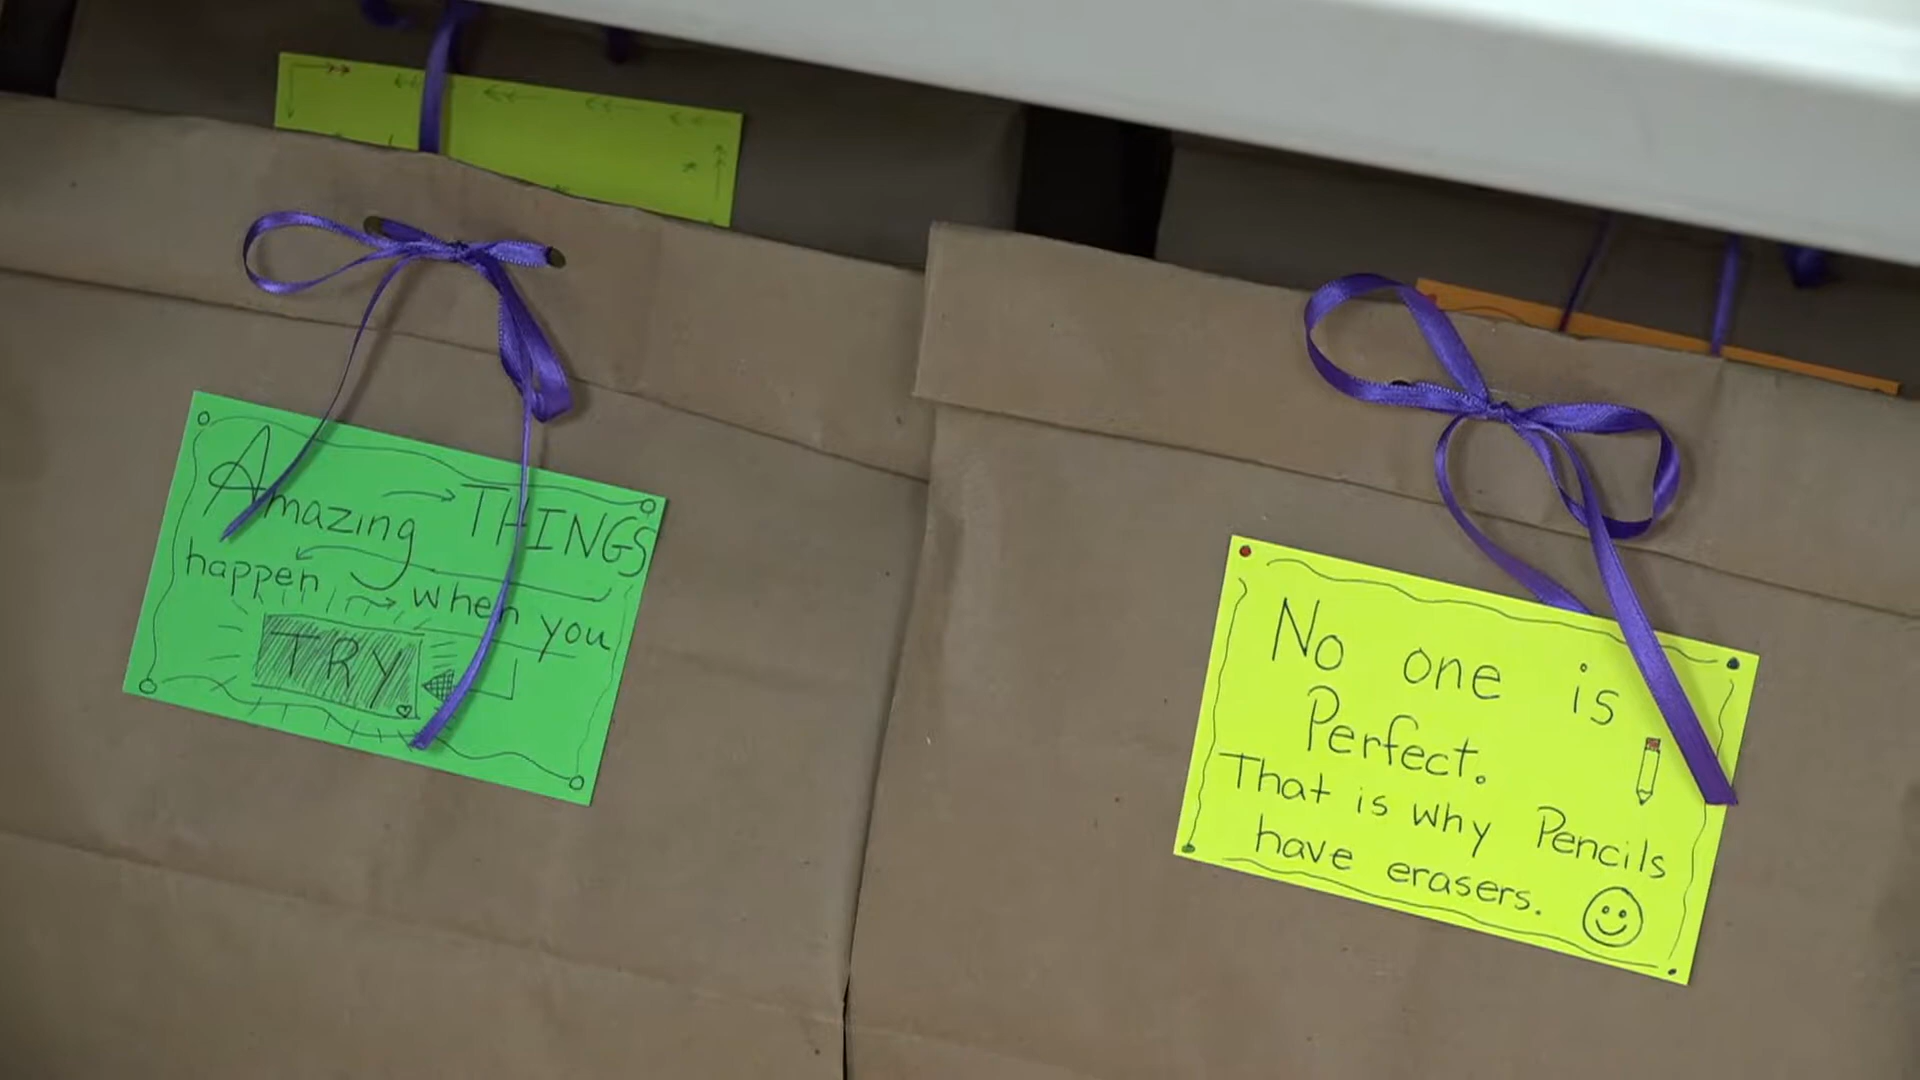 Amazing THINGS
happen when you
TRY
No one is
Perfect.
That is why Pencils
have erasers.